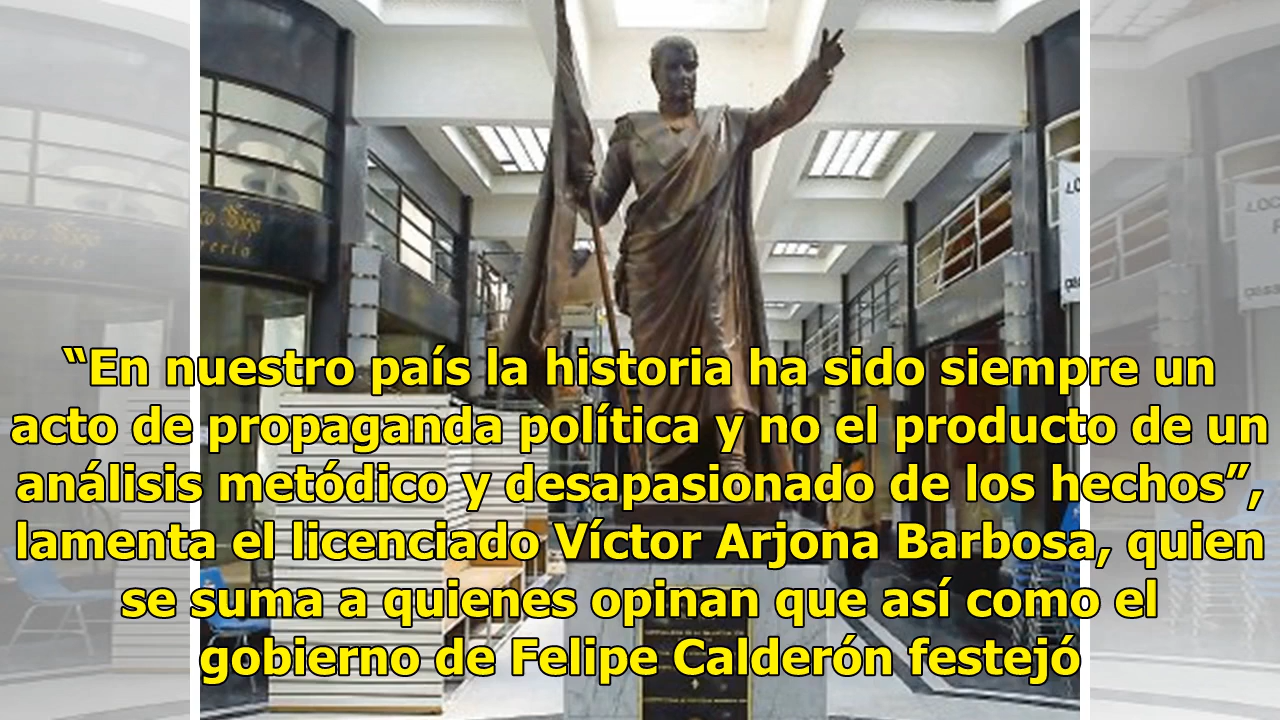 “En nuestro país la historia ha sido siempre un
acto de propaganda política y no el producto de un
análisis metódico y desapasionado de los hechos”,
lamenta el licenciado Víctor Arjona Barbosa, quien
se suma a quienes opinan que así como el
gobierno de Felipe Calderón festejó